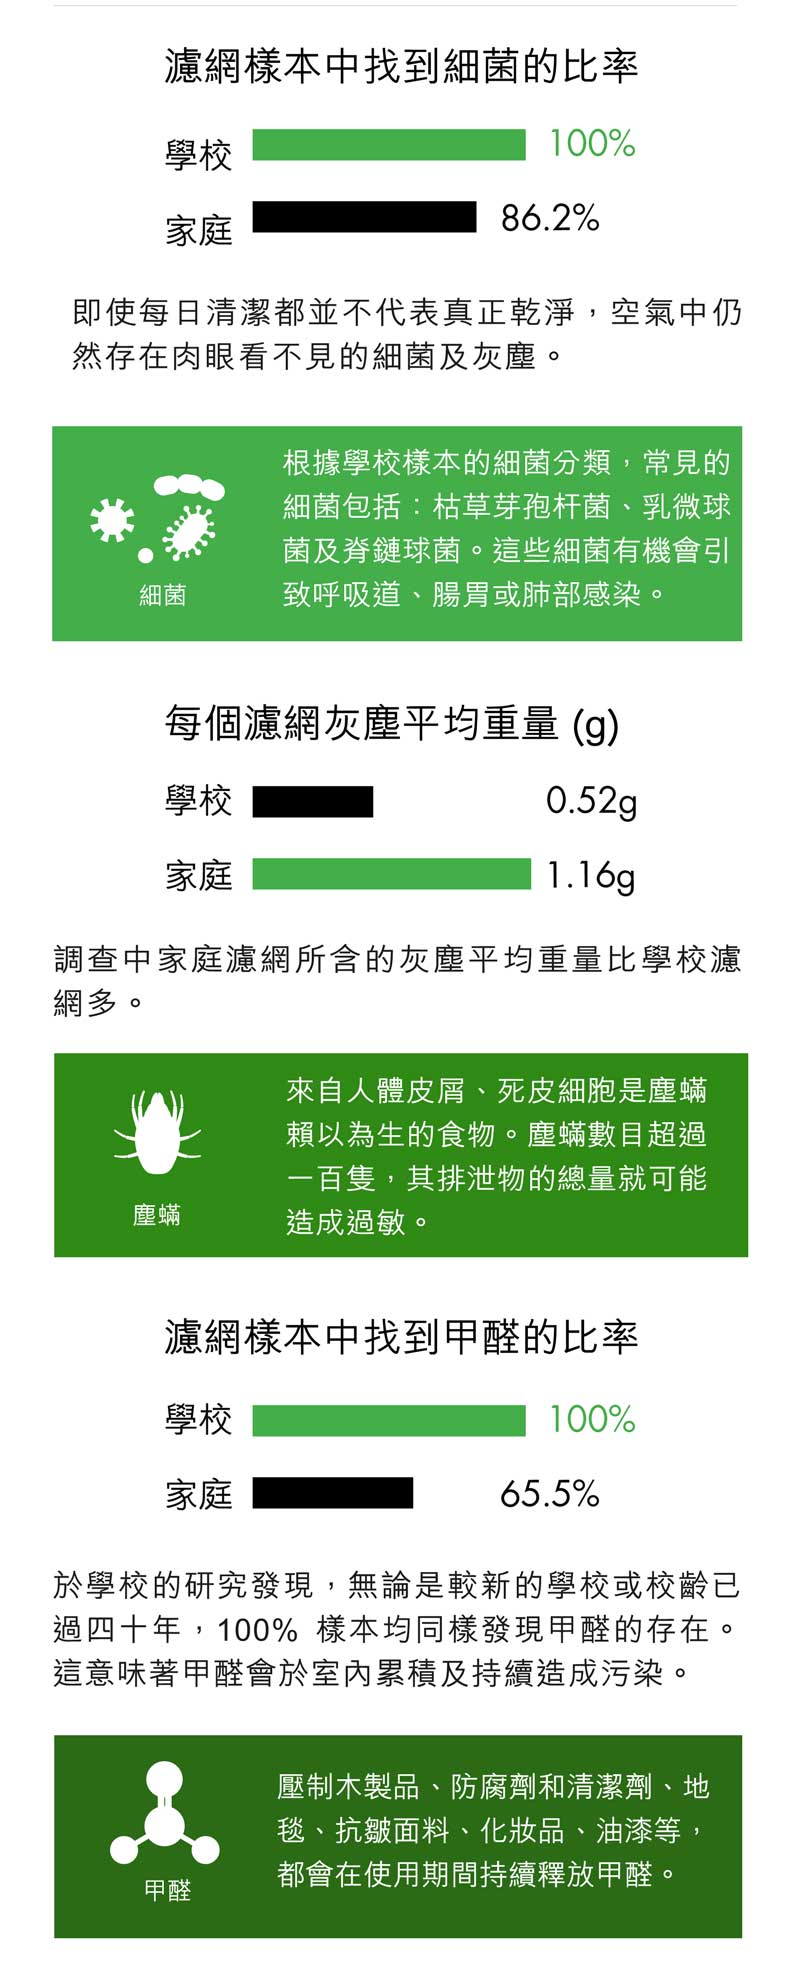 濾網樣本中找到細菌的比率
學校 100%
家庭 86.2%
即使每日清潔都並不代表真正乾淨，空氣中仍
然存在肉眼看不見的細菌及灰塵。
根據學校樣本的細菌分類，常見的
細菌包括：枯草芽孢杆菌、乳微球
菌及脊鏈球菌。這些細菌有機會引
致呼吸道、腸胃或肺部感染。
細菌
每個濾網灰塵平均重量 (g)
學校 0.52g
家庭 1.16g
調查中家庭濾網所含的灰塵平均重量比學校濾
網多。
來自人體皮屑、死皮細胞是塵蟎
賴以為生的食物。塵蟎數目超過
一百隻，其排泄物的總量就可能
造成過敏。
塵蟎
濾網樣本中找到甲醛的比率
學校 100%
家庭 65.5%
於學校的研究發現，無論是較新的學校或校齡已
過四十年，100% 樣本均同樣發現甲醛的存在。
這意味著甲醛會於室內累積及持續造成污染。
壓制木製品、防腐劑和清潔劑、地
毯、抗皺面料、化妝品、油漆等，
都會在使用期間持續釋放甲醛。
甲醛